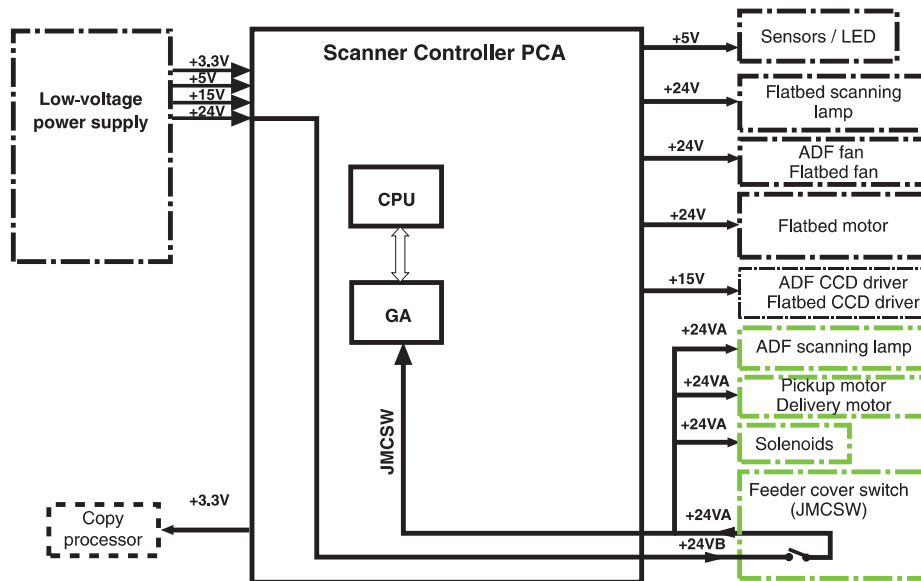 Scanner Controller PCA
Low-voltage
power supply
+3.3V
+5V
+15V
+24V
CPU
GA
JMCSW
+3.3V
Copy
processor
+5V
Sensors / LED
+24V
Flatbed scanning
lamp
+24V
ADF fan
Flatbed fan
+24V
Flatbed motor
+15V
ADF CCD driver
Flatbed CCD driver
+24VA
ADF scanning lamp
+24VA
Pickup motor
Delivery motor
+24VA
Solenoids
Feeder cover switch
(JMCSW)
+24VA
+24VB